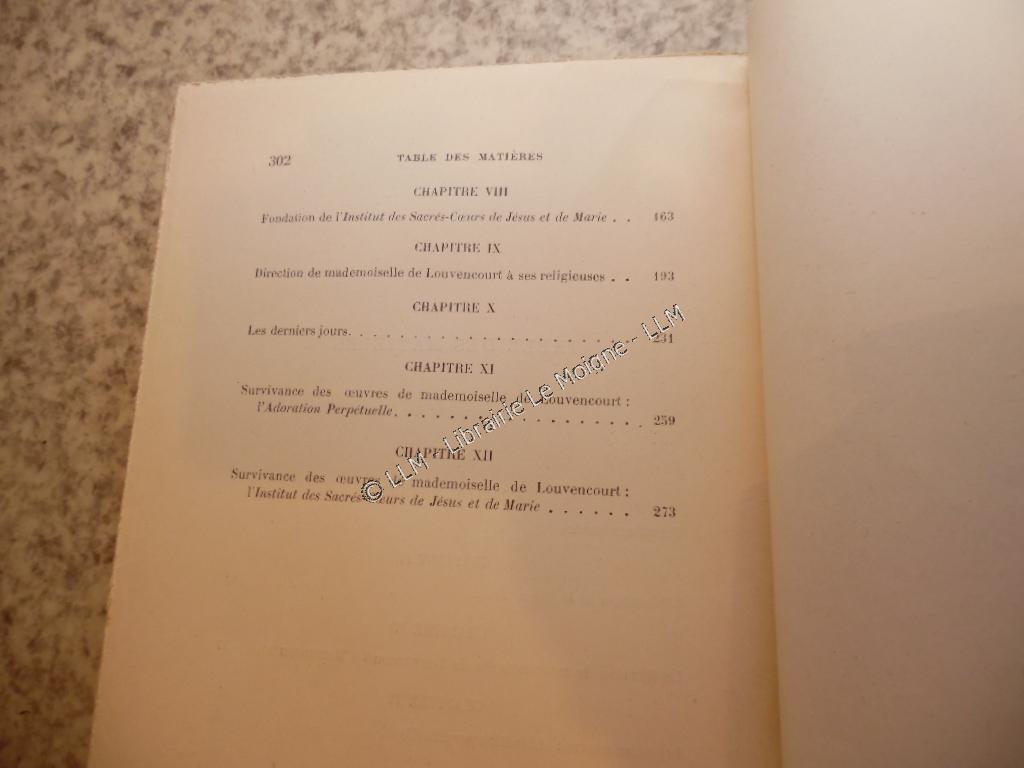 302 TABLE DES MATIÈRES
CHAPITRE VIII
Fondation de l'Institut des Sacrés-Cœurs de Jésus et de Marie . . 163
CHAPITRE IX
Direction de mademoiselle de Louvencourt à ses religieuses . . 193
CHAPITRE X
Les derniers jours. . . . . . . . . . . . . . . . . . . . . 231
CHAPITRE XI
Survivance des œuvres de mademoiselle de Louvencourt :
l'Adoration Perpétuelle. . . . . . . . . . . . . . . . . . . 259
CHAPITRE XII
Survivance des œuvres de mademoiselle de Louvencourt :
l'Institut des Sacrés-Cœurs de Jésus et de Marie . . . . . . 273
© LLM - Librairie Le Moigne - LLM